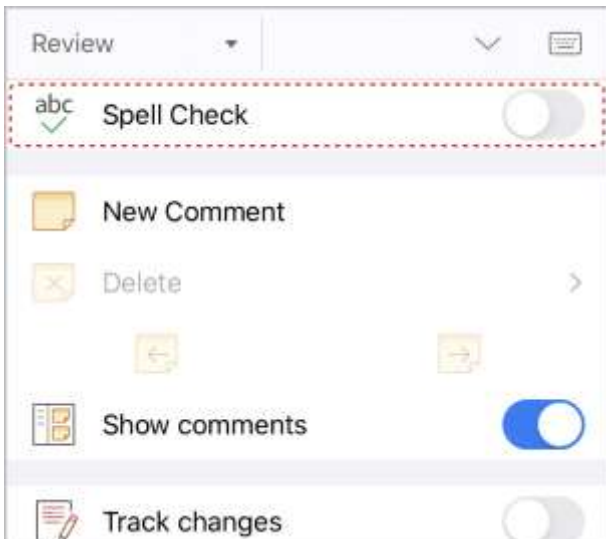 Review
abc
Spell Check
New Comment
Delete
Show comments
Track changes